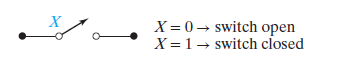 X
X = 0 → switch open
X = 1 → switch closed